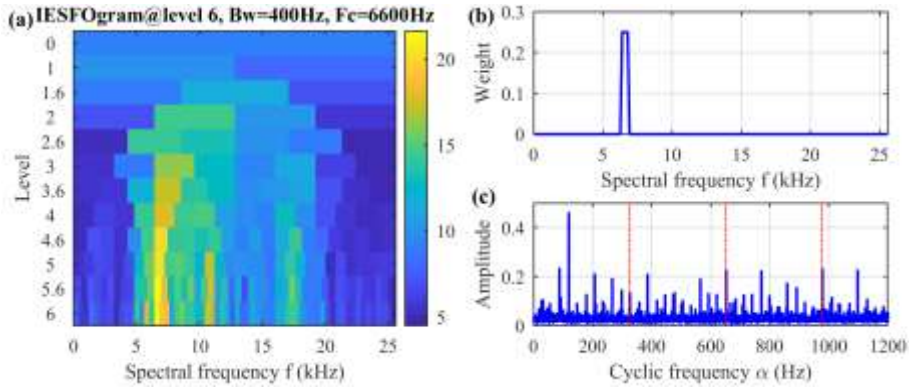 (a) IESFOgram@level 6, Bw=400Hz, Fc=6600Hz
0
1
1.6
2
2.6
3
3.6
4
4.6
5
5.6
6
Level
0 5 10 15 20 25
Spectral frequency f (kHz)
20
15
10
5
(b)
0.3
0.2
0.1
0
Weight
0 5 10 15 20 25
Spectral frequency f (kHz)
(c)
0.4
0.2
0
Amplitude
0 200 400 600 800 1000 1200
Cyclic frequency α (Hz)